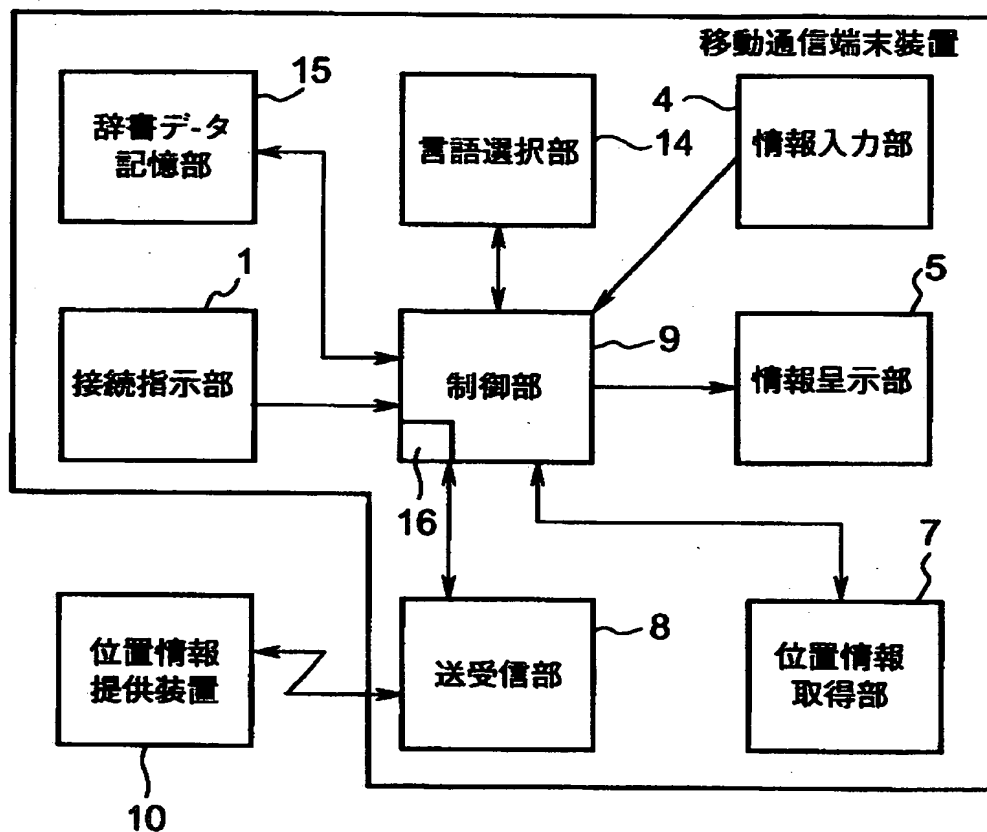 移動通信端末装置
15
辞書デ-タ
記憶部
言語選択部
14
4
情報入力部
1
接続指示部
制御部
9
5
情報呈示部
16
7
位置情報
提供装置
送受信部
8
位置情報
取得部
10